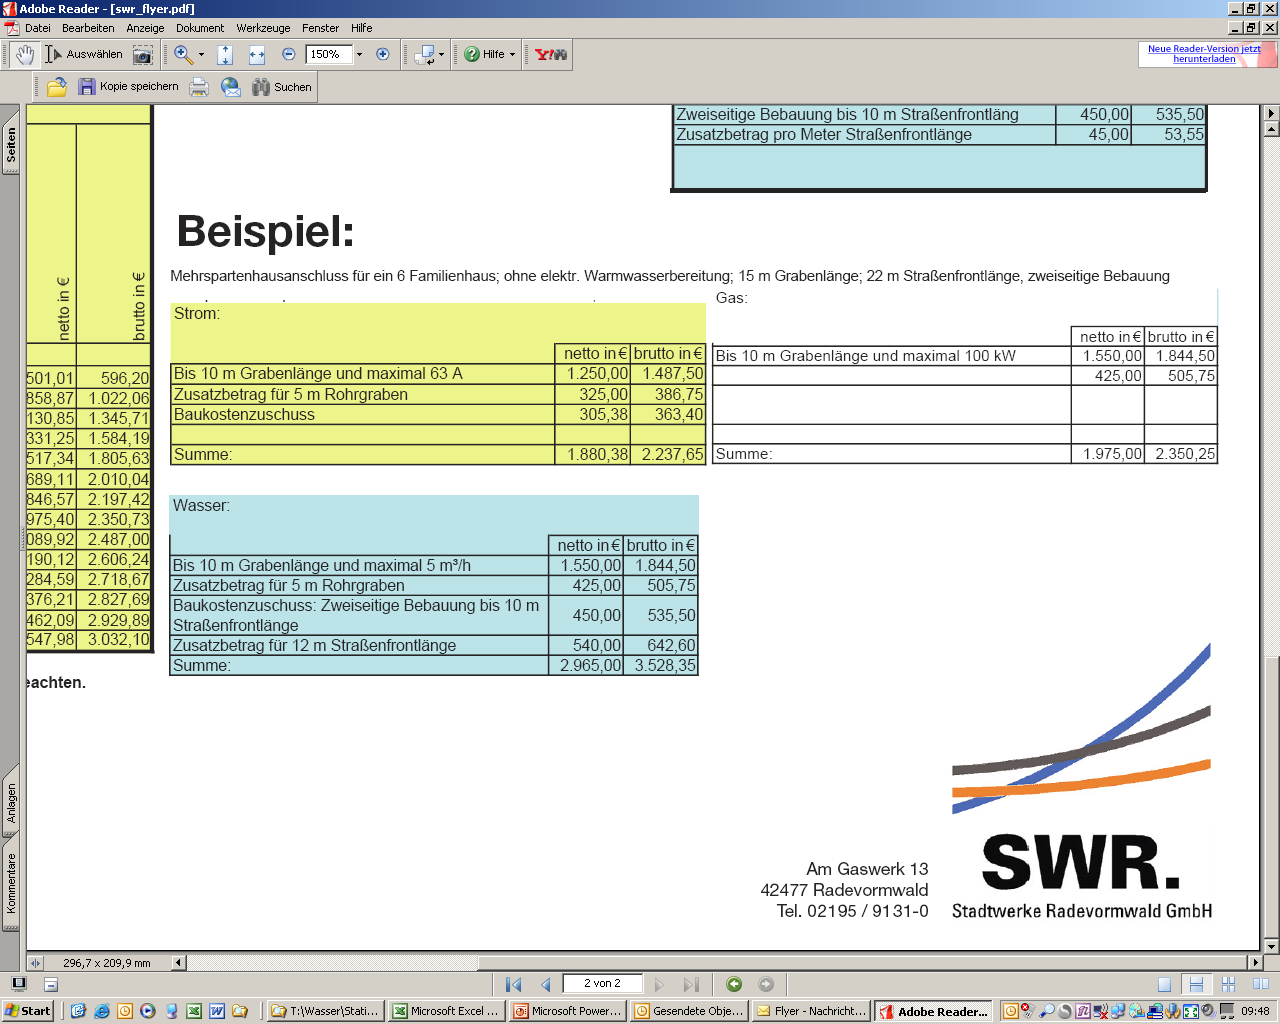 Adobe Reader - [swr_flyer.pdf]
Datei Bearbeiten Anzeige Dokument Werkzeuge Fenster Hilfe
Auswählen 150% Hilfe
Neue Reader-Version jetzt
herunterladen
Kopie speichern Suchen
Seiten
Anlagen
Kommentare
Zweiseitige Bebauung bis 10 m Straßenfrontläng 450,00 535,50
Zusatzbetrag pro Meter Straßenfrontlänge 45,00 53,55
netto in € brutto in €
501,01 596,20
858,87 1.022,06
130,85 1.345,71
331,25 1.584,19
517,34 1.805,63
689,11 2.010,04
846,57 2.197,42
975,40 2.350,73
089,92 2.487,00
190,12 2.606,24
284,59 2.718,67
376,21 2.827,69
462,09 2.929,89
547,98 3.032,10
eachten.
Beispiel:
Mehrspartenhausanschluss für ein 6 Familienhaus; ohne elektr. Warmwasserbereitung; 15 m Grabenlänge; 22 m Straßenfrontlänge, zweiseitige Bebauung
Strom:
netto in € brutto in €
Bis 10 m Grabenlänge und maximal 63 A 1.250,00 1.487,50
Zusatzbetrag für 5 m Rohrgraben 325,00 386,75
Baukostenzuschuss 305,38 363,40
Summe: 1.880,38 2.237,65
Gas:
netto in € brutto in €
Bis 10 m Grabenlänge und maximal 100 kW 1.550,00 1.844,50
425,00 505,75
Summe: 1.975,00 2.350,25
Wasser:
netto in € brutto in €
Bis 10 m Grabenlänge und maximal 5 m³/h 1.550,00 1.844,50
Zusatzbetrag für 5 m Rohrgraben 425,00 505,75
Baukostenzuschuss: Zweiseitige Bebauung bis 10 m
Straßenfrontlänge 450,00 535,50
Zusatzbetrag für 12 m Straßenfrontlänge 540,00 642,60
Summe: 2.965,00 3.528,35
Am Gaswerk 13
42477 Radevormwald
Tel. 02195 / 9131-0
SWR.
Stadtwerke Radevormwald GmbH
296,7 x 209,9 mm
2 von 2
Start T:\Wasser\Stati... Microsoft Excel ... Microsoft Power... Gesendete Obje... Flyer - Nachricht... Adobe Reader... 09:48